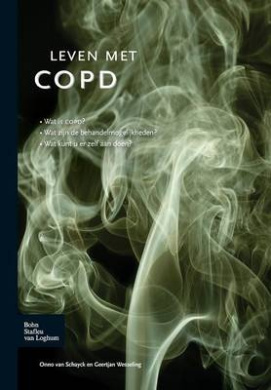 LEVEN MET
COPD
• Wat is COPD?
• Wat zijn de behandelmogelijkheden?
• Wat kunt u er zelf aan doen?
Bohn
Stafleu
van Loghum
Onno van Schayck en Geertjan Wesseling